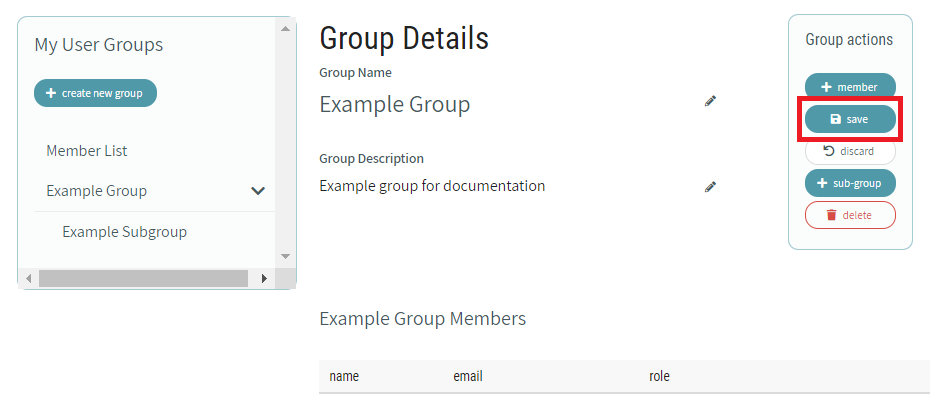 My User Groups
create new group
Member List
Example Group
Example Subgroup
Group Details
Group Name
Example Group
Group Description
Example group for documentation
Example Group Members
name email role
Group actions
member
save
discard
sub-group
delete